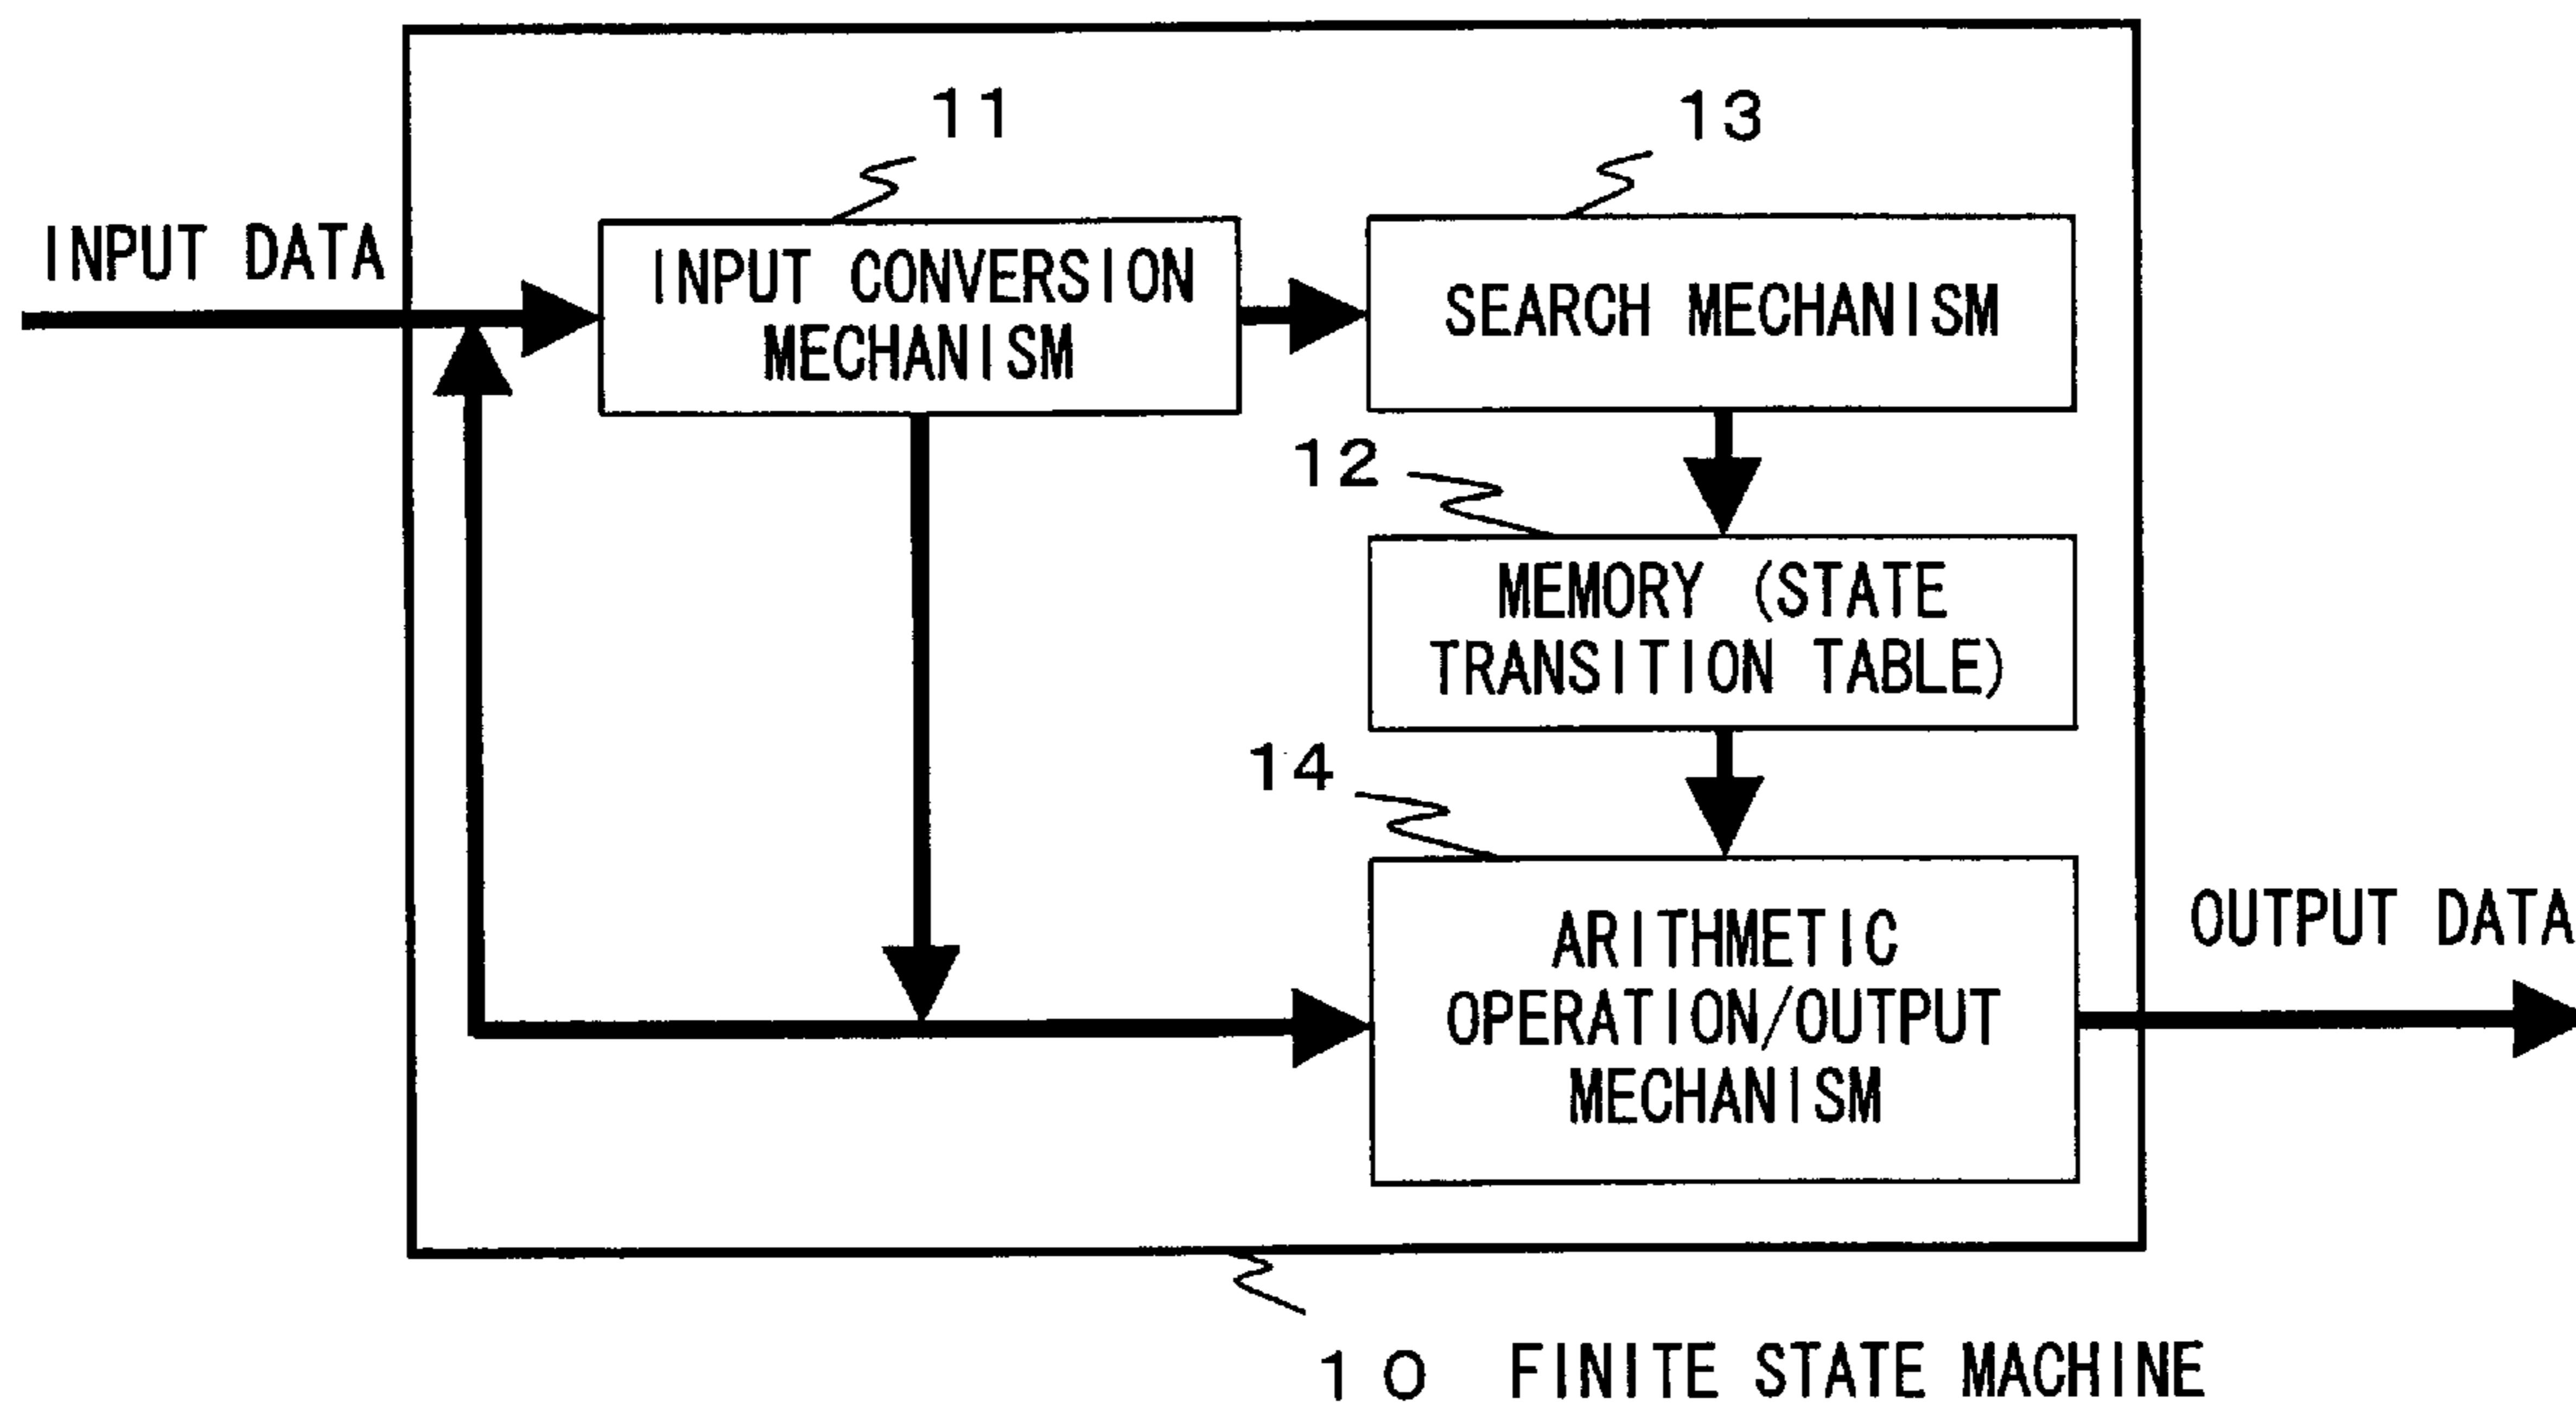 11
13
INPUT DATA
INPUT CONVERSION
MECHANISM
SEARCH MECHANISM
12
MEMORY (STATE
TRANSITION TABLE)
14
ARITHMETIC
OPERATION/OUTPUT
MECHANISM
OUTPUT DATA
10 FINITE STATE MACHINE